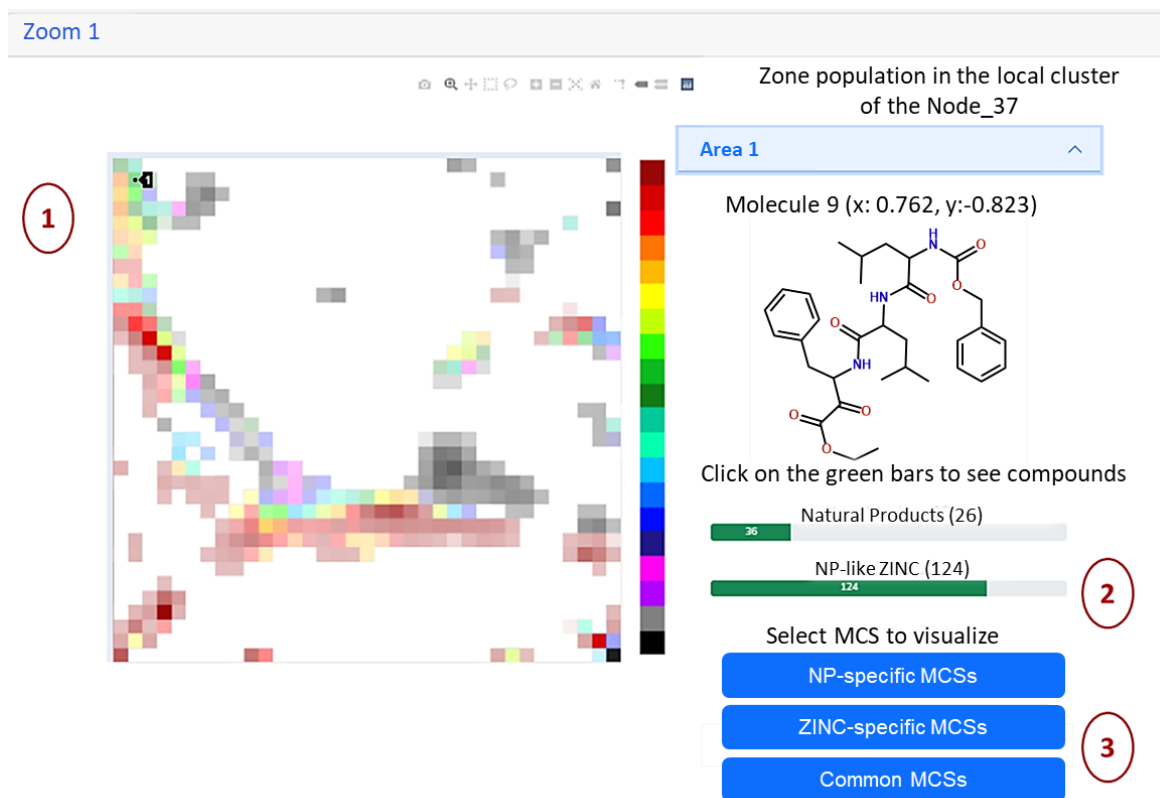 Zoom 1
Zone population in the local cluster
of the Node_37
Area 1
1
1
Molecule 9 (x: 0.762, y:-0.823)
H
N
O
O
HN
O
O
NH
O
O
O
Click on the green bars to see compounds
Natural Products (26)
36
NP-like ZINC (124)
124
2
Select MCS to visualize
NP-specific MCSs
ZINC-specific MCSs
3
Common MCSs